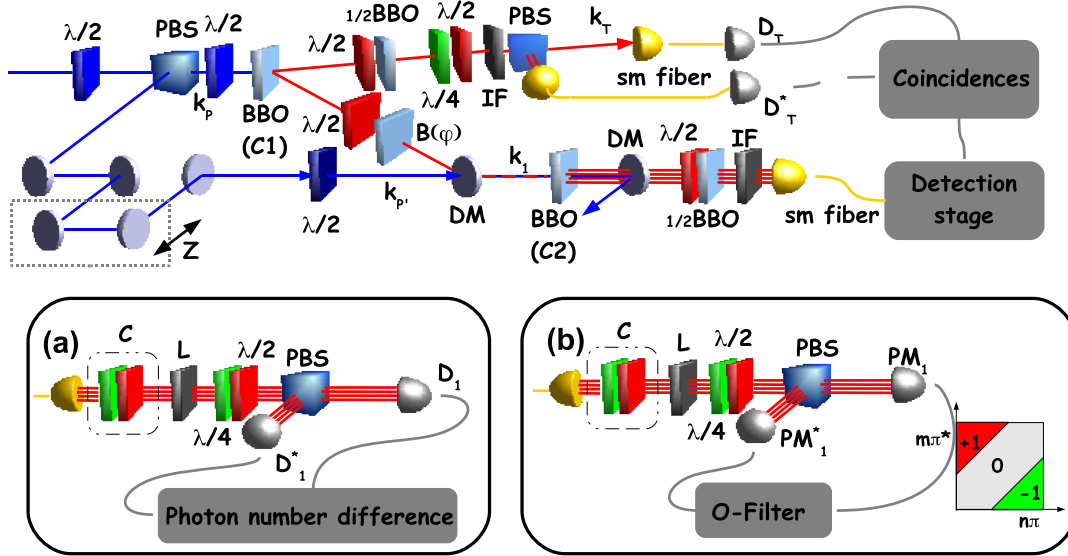 λ/2
PBS
λ/2
1/2BBO
λ/2
PBS
k_T
D_T
k_P
BBO
(C1)
λ/4
IF
sm fiber
D*_T
Coincidences
λ/2
B(φ)
λ/2
k_P'
DM
k_1
DM
λ/2
IF
BBO
(C2)
1/2BBO
sm fiber
Detection
stage
Z
(a)
C
L
λ/2
PBS
D_1
λ/4
D*_1
Photon number difference
(b)
C
L
λ/2
PBS
PM_1
λ/4
PM*_1
O-Filter
mπ*
+1
0
-1
nπ